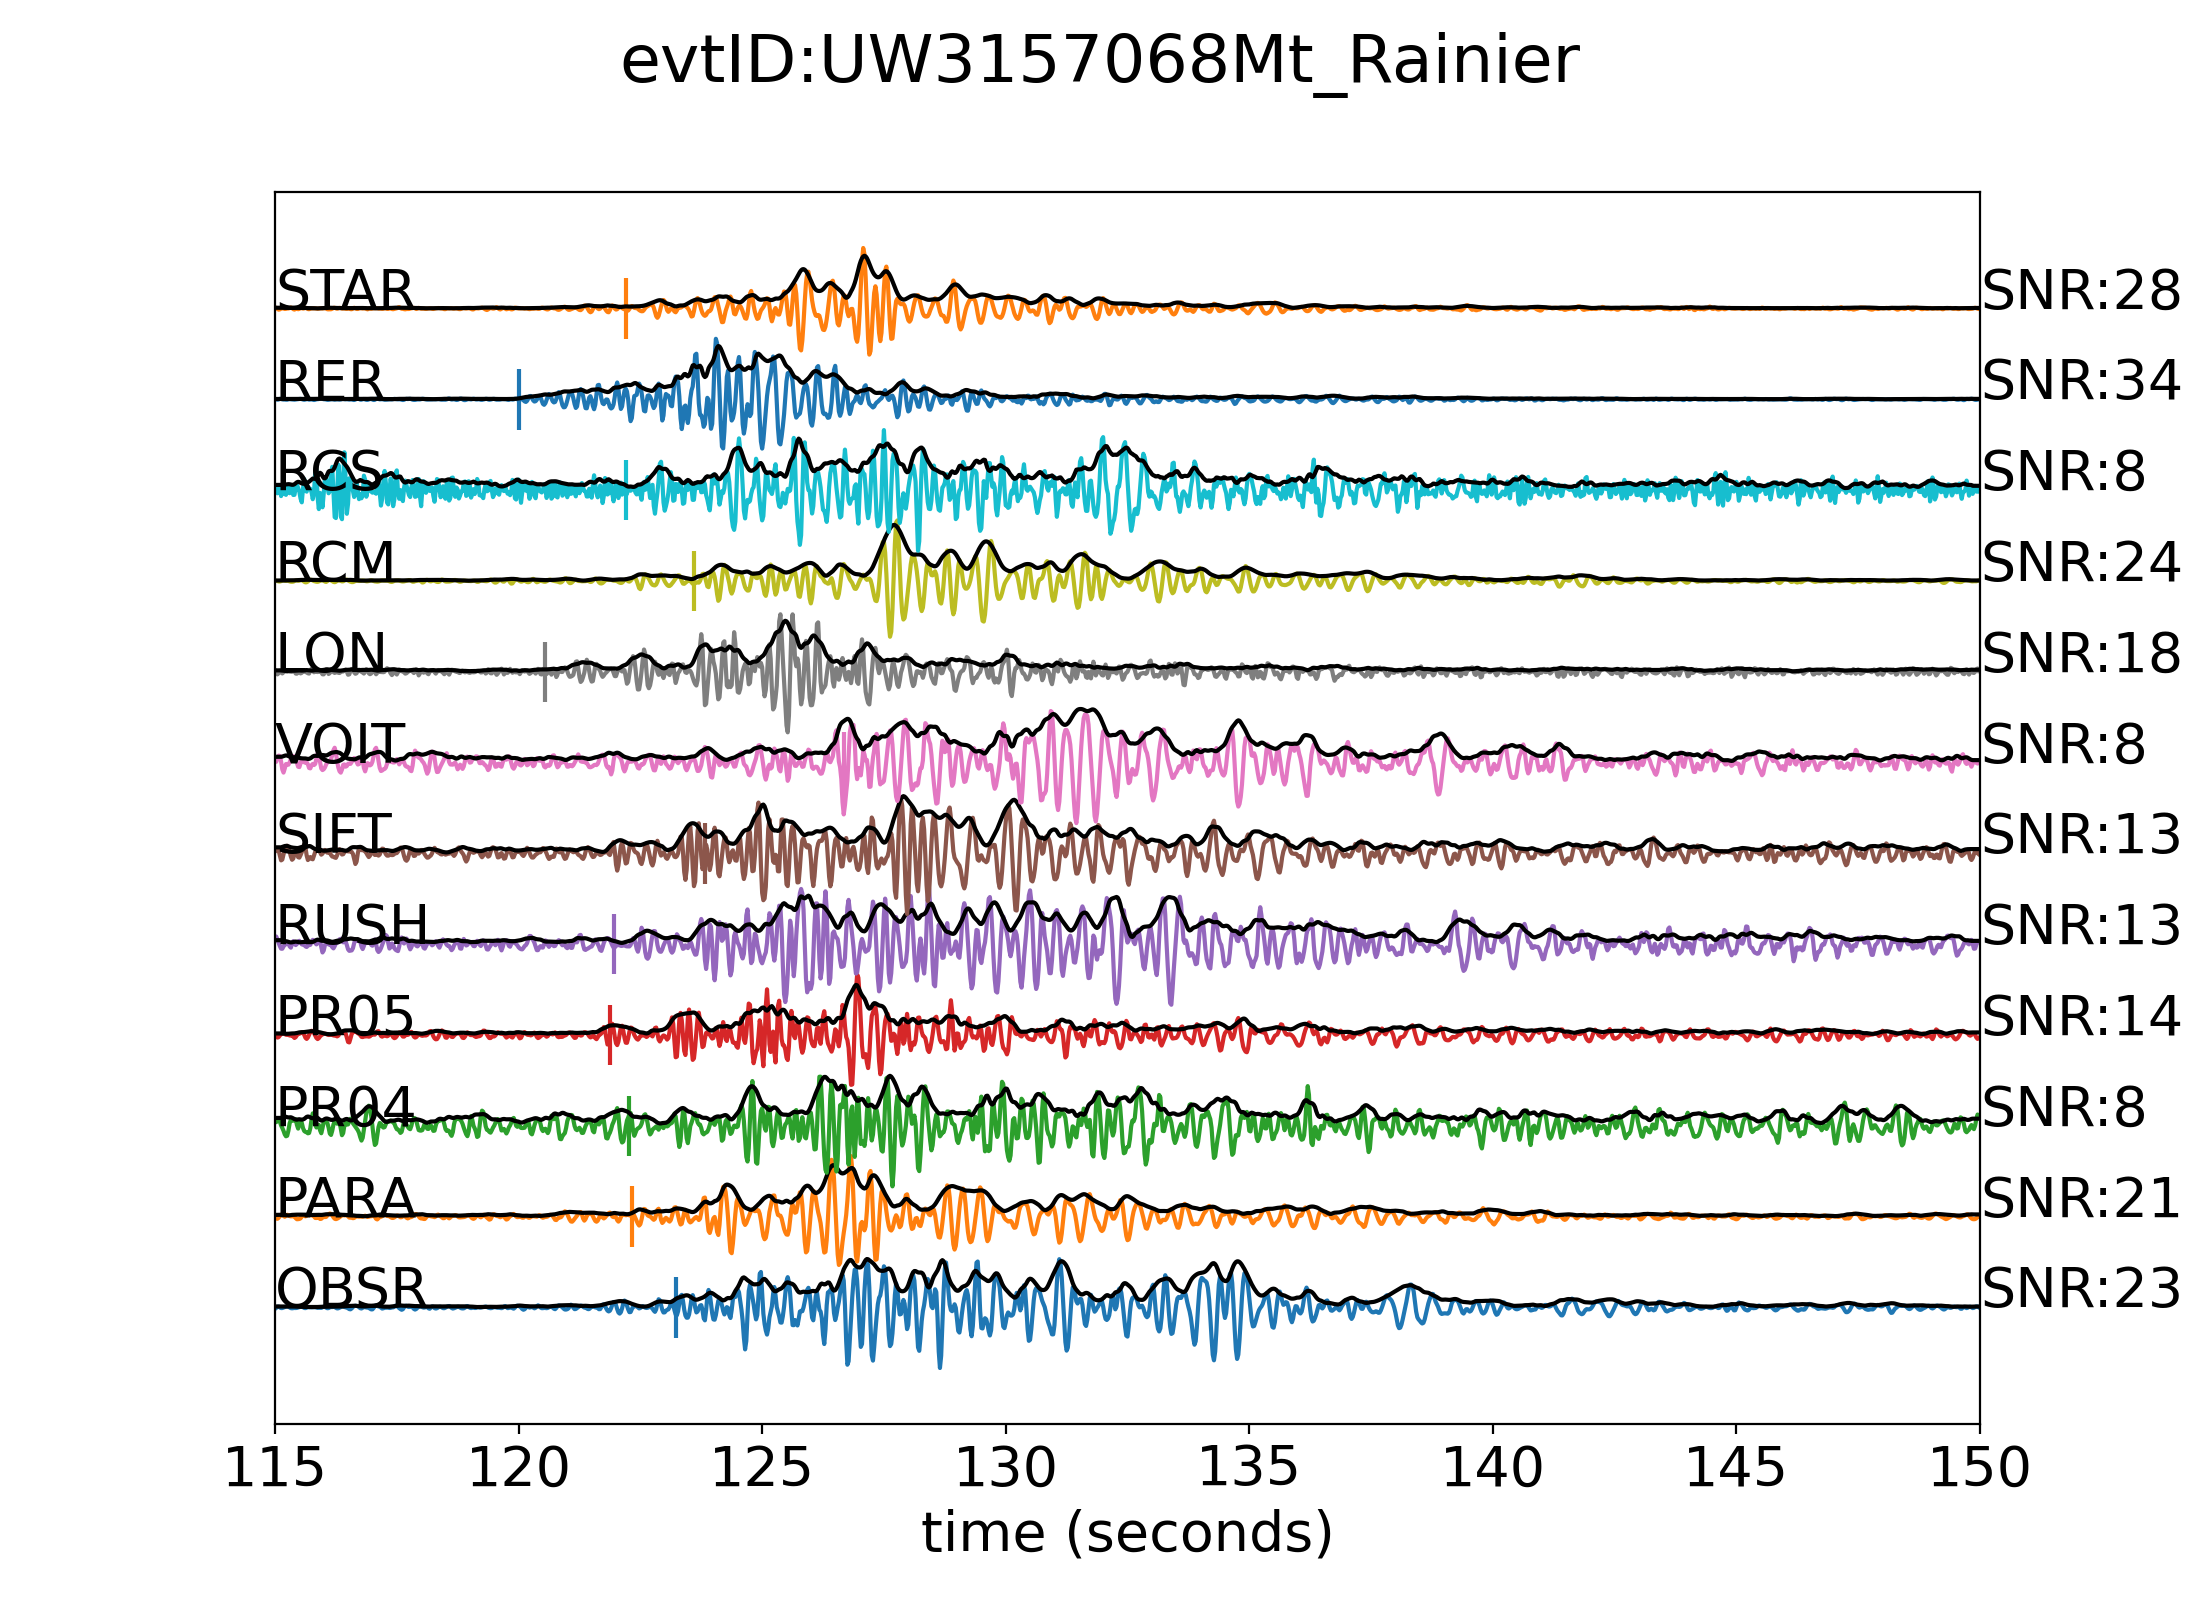 evtID:UW3157068Mt_Rainier
STAR SNR:28
RER SNR:34
RCS SNR:8
RCM SNR:24
LON SNR:18
VOIT SNR:8
SIFT SNR:13
RUSH SNR:13
PR05 SNR:14
PR04 SNR:8
PARA SNR:21
OBSR SNR:23
115 120 125 130 135 140 145 150
time (seconds)